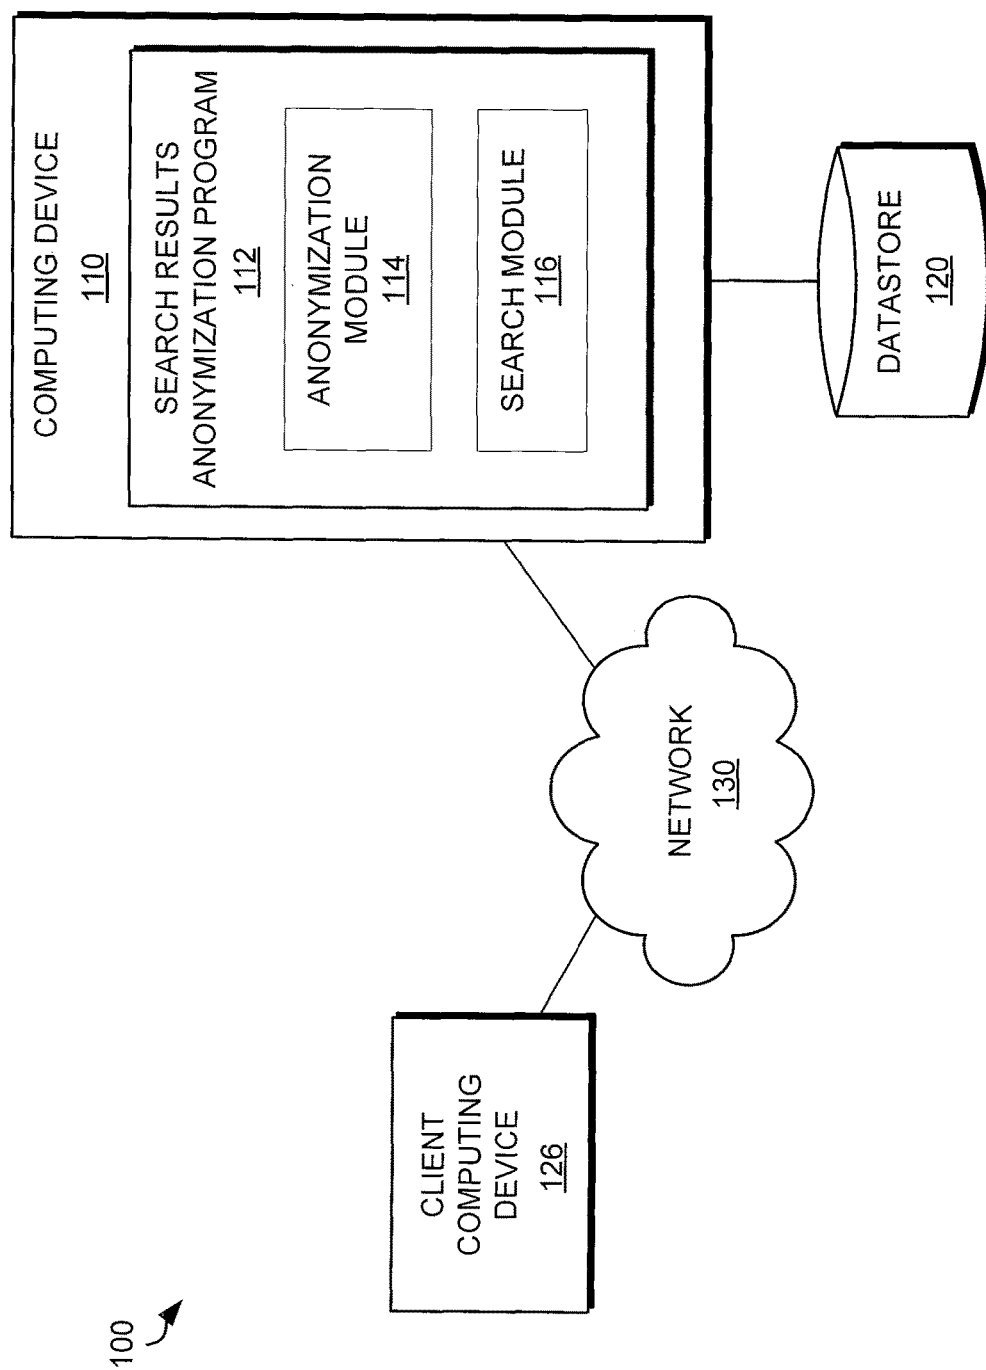 100
CLIENT
COMPUTING
DEVICE
126
NETWORK
130
COMPUTING DEVICE
110
SEARCH RESULTS
ANONYMIZATION PROGRAM
112
ANONYMIZATION
MODULE
114
SEARCH MODULE
116
DATASTORE
120